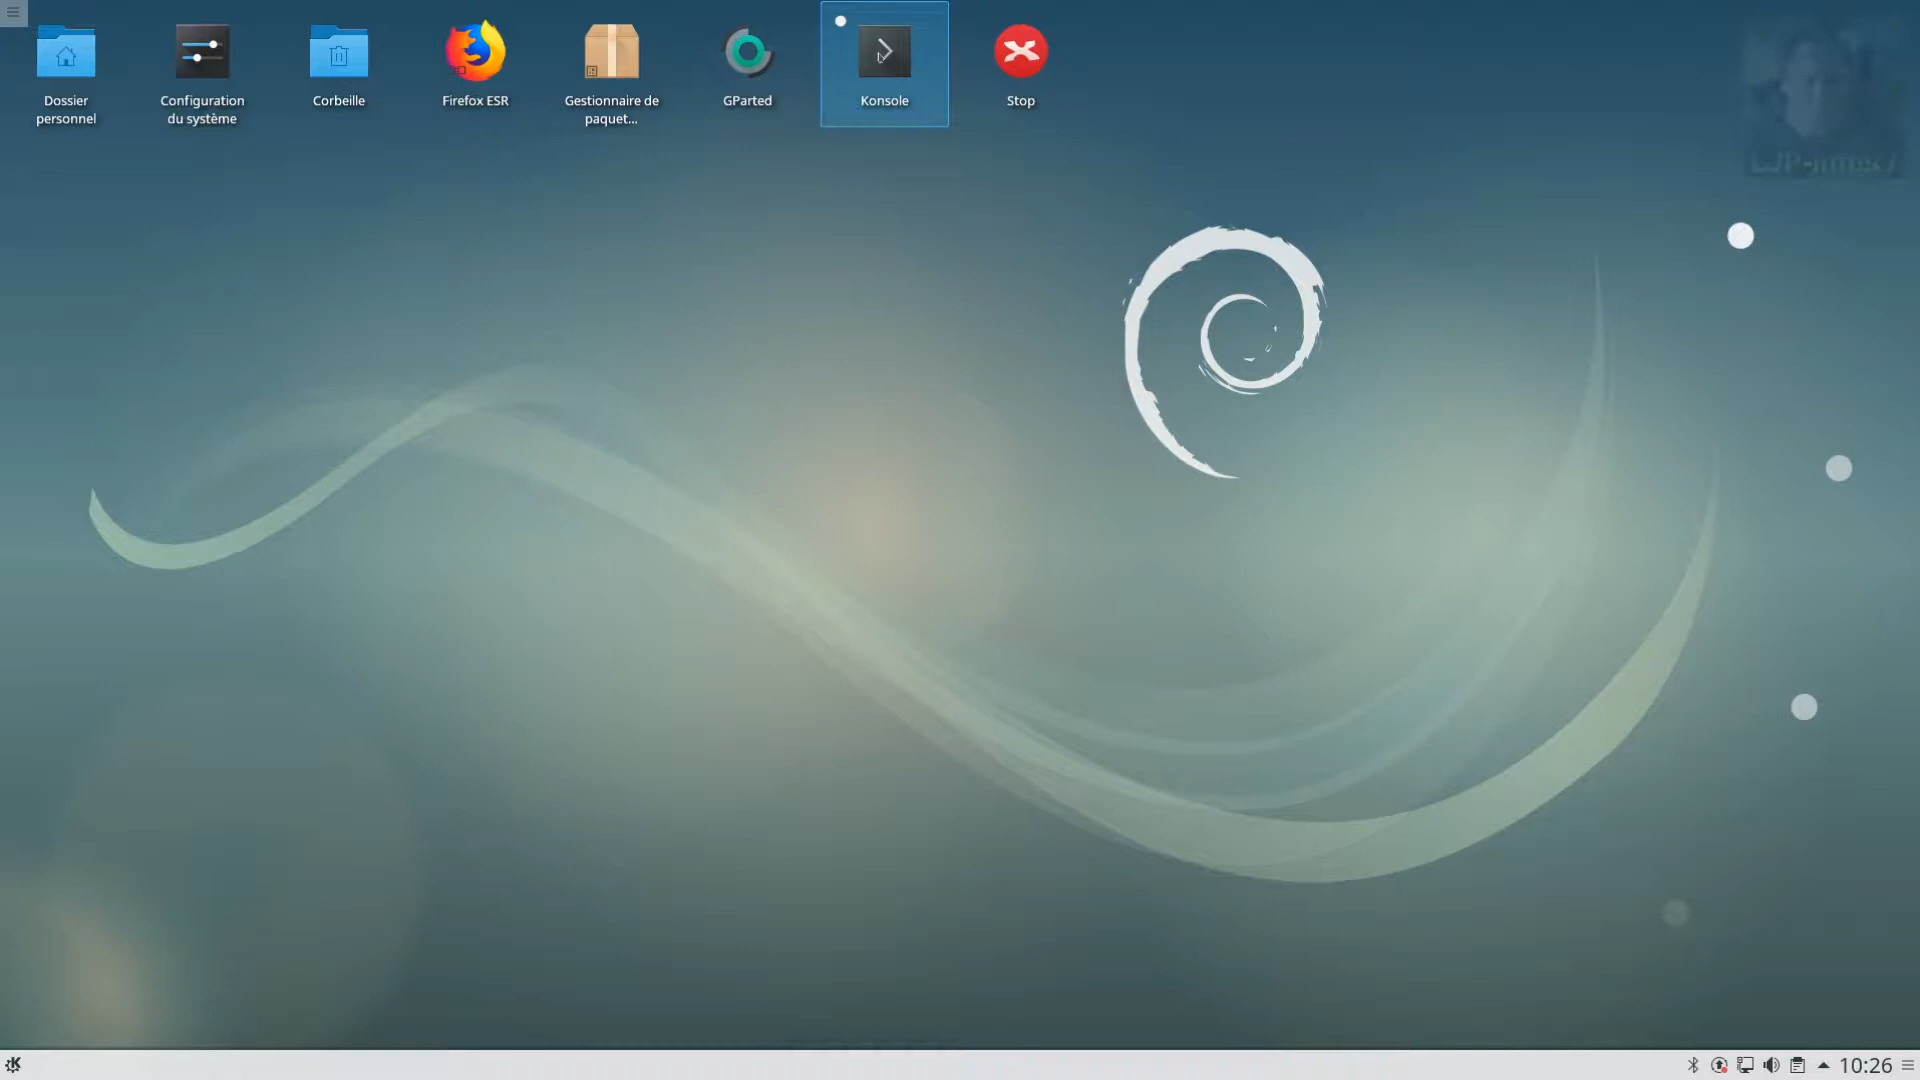 Dossier
personnel
Configuration
du système
Corbeille
Firefox ESR
Gestionnaire de
paquet...
GParted
Konsole
Stop
10:26